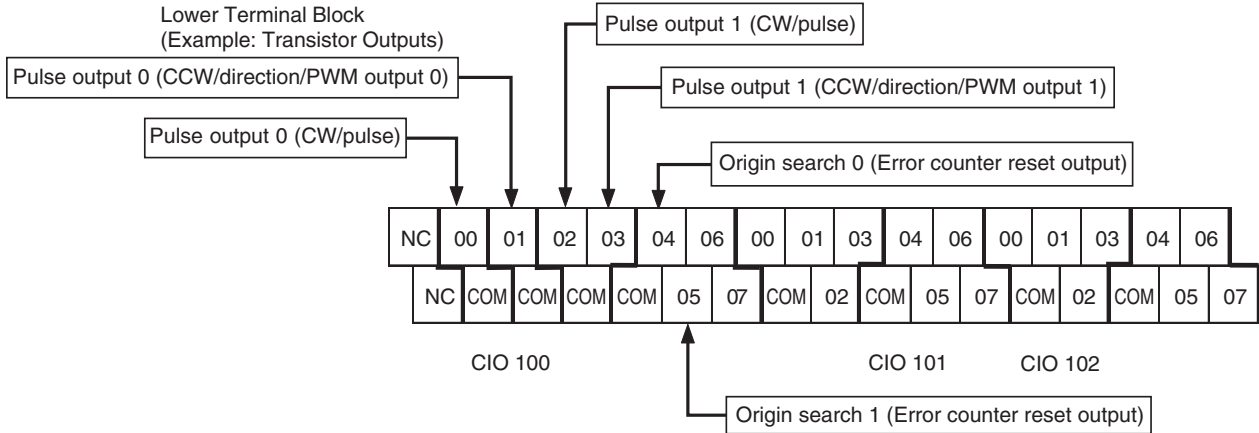 Lower Terminal Block
(Example: Transistor Outputs)
Pulse output 1 (CW/pulse)
Pulse output 0 (CCW/direction/PWM output 0)
Pulse output 1 (CCW/direction/PWM output 1)
Pulse output 0 (CW/pulse)
Origin search 0 (Error counter reset output)
NC 00 01 02 03 04 06 00 01 03 04 06 00 01 03 04 06
NC COM COM COM COM 05 07 COM 02 COM 05 07 COM 02 COM 05 07
CIO 100 CIO 101 CIO 102
Origin search 1 (Error counter reset output)